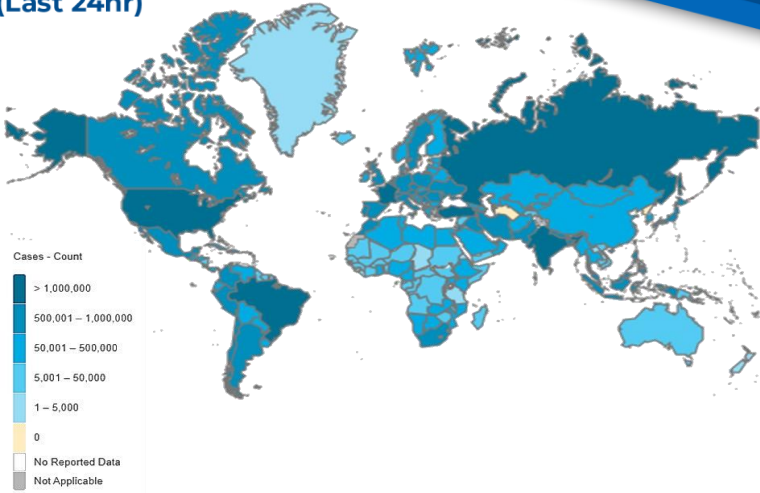 (Last 24hr)
Cases - Count
> 1,000,000
500,001 – 1,000,000
50,001 – 500,000
5,001 – 50,000
1 – 5,000
0
No Reported Data
Not Applicable